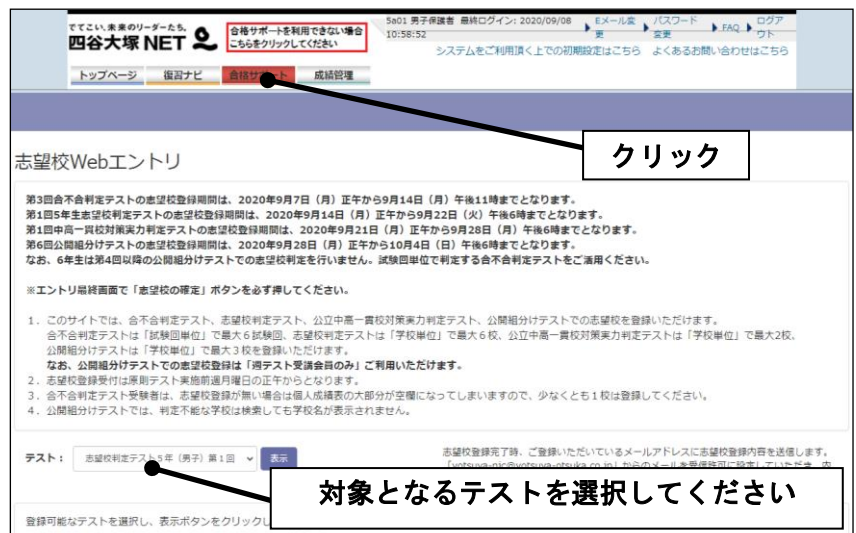 でてこい、未来のリーダーたち。
四谷大塚 NET
合格サポートを利用できない場合
こちらをクリックしてください
5a01 男子保護者 最終ログイン: 2020/09/08
10:58:52
Eメール変
更
パスワード
変更
FAQ
ログア
ウト
システムをご利用頂く上での初期設定はこちら よくあるお問い合わせはこちら
トップページ 復習ナビ 合格サポート 成績管理
クリック
志望校Webエントリ
第3回合不合判定テストの志望校登録期間は、2020年9月7日（月）正午から9月14日（月）午後11時までとなります。
第1回5年生志望校判定テストの志望校登録期間は、2020年9月14日（月）正午から9月22日（火）午後6時までとなります。
第1回中高一貫校対策実力判定テストの志望校登録期間は、2020年9月21日（月）正午から9月28日（月）午後6時までとなります。
第6回公開組分けテストの志望校登録期間は、2020年9月28日（月）正午から10月4日（日）午後6時までとなります。
なお、6年生は第4回以降の公開組分けテストでの志望校判定を行いません。試験回単位で判定する合不合判定テストをご活用ください。
※エントリ最終画面で「志望校の確定」ボタンを必ず押してください。
1．このサイトでは、合不合判定テスト、志望校判定テスト、公立中高一貫校対策実力判定テスト、公開組分けテストでの志望校を登録いただけます。
合不合判定テストは「試験回単位」で最大６試験回、志望校判定テストは「学校単位」で最大６校、公立中高一貫校対策実力判定テストは「学校単位」で最大2校、
公開組分けテストは「学校単位」で最大３校を登録いただけます。
なお、公開組分けテストでの志望校登録は「週テスト受講会員のみ」ご利用いただけます。
2．志望校登録受付は原則テスト実施前週月曜日の正午からとなります。
3．合不合判定テスト受験者は、志望校登録が無い場合は個人成績表の大部分が空欄になってしまいますので、少なくとも１校は登録してください。
4．公開組分けテストでは、判定不能な学校は検索しても学校名が表示されません。
テスト： 志望校判定テスト5年（男子）第1回 表示
志望校登録完了時、ご登録いただいているメールアドレスに志望校登録内容を送信します。
「yotsuya-njc@yotsuya-otsuka.co.jp」からのメールを受信許可に設定していただき、内
対象となるテストを選択してください
登録可能なテストを選択し、表示ボタンをクリックし